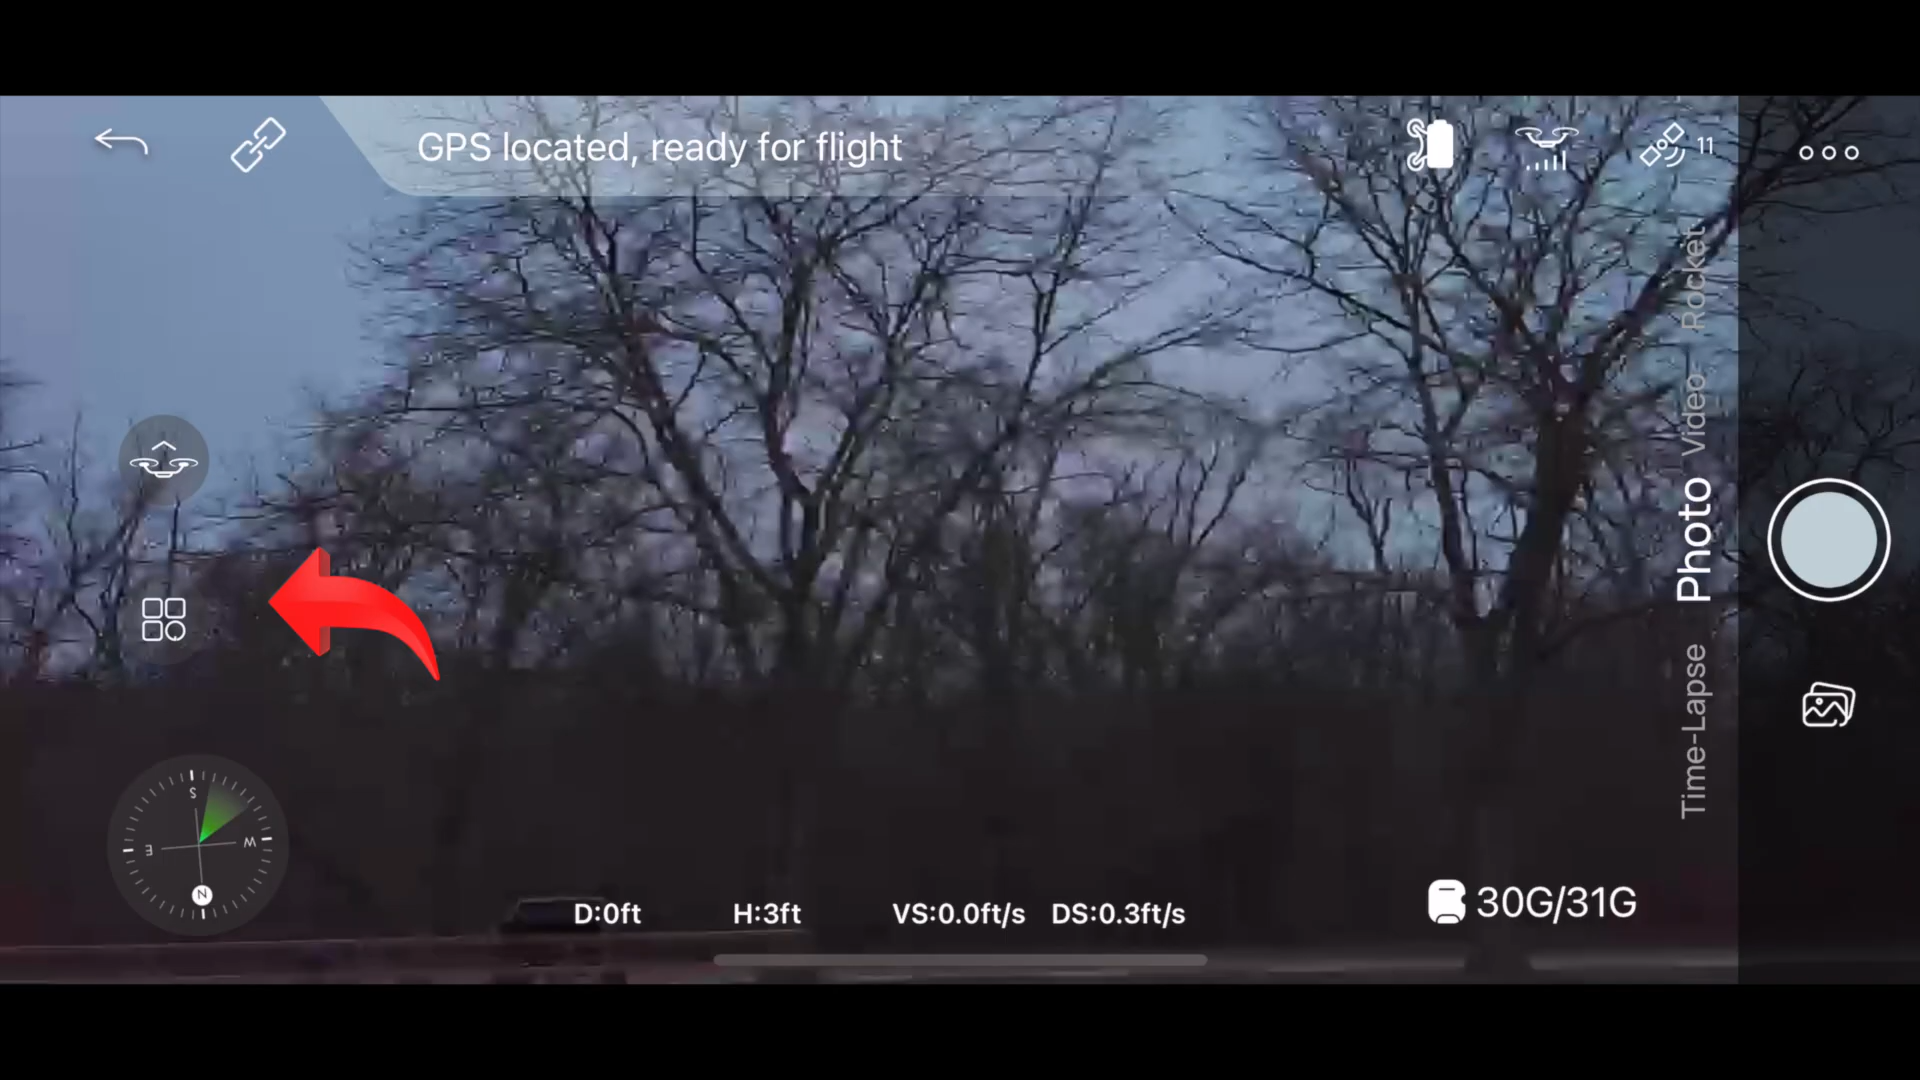 GPS located, ready for flight
11
Rocket
Video
Photo
Time-Lapse
S
W
E
N
D:0ft
H:3ft
VS:0.0ft/s
DS:0.3ft/s
30G/31G